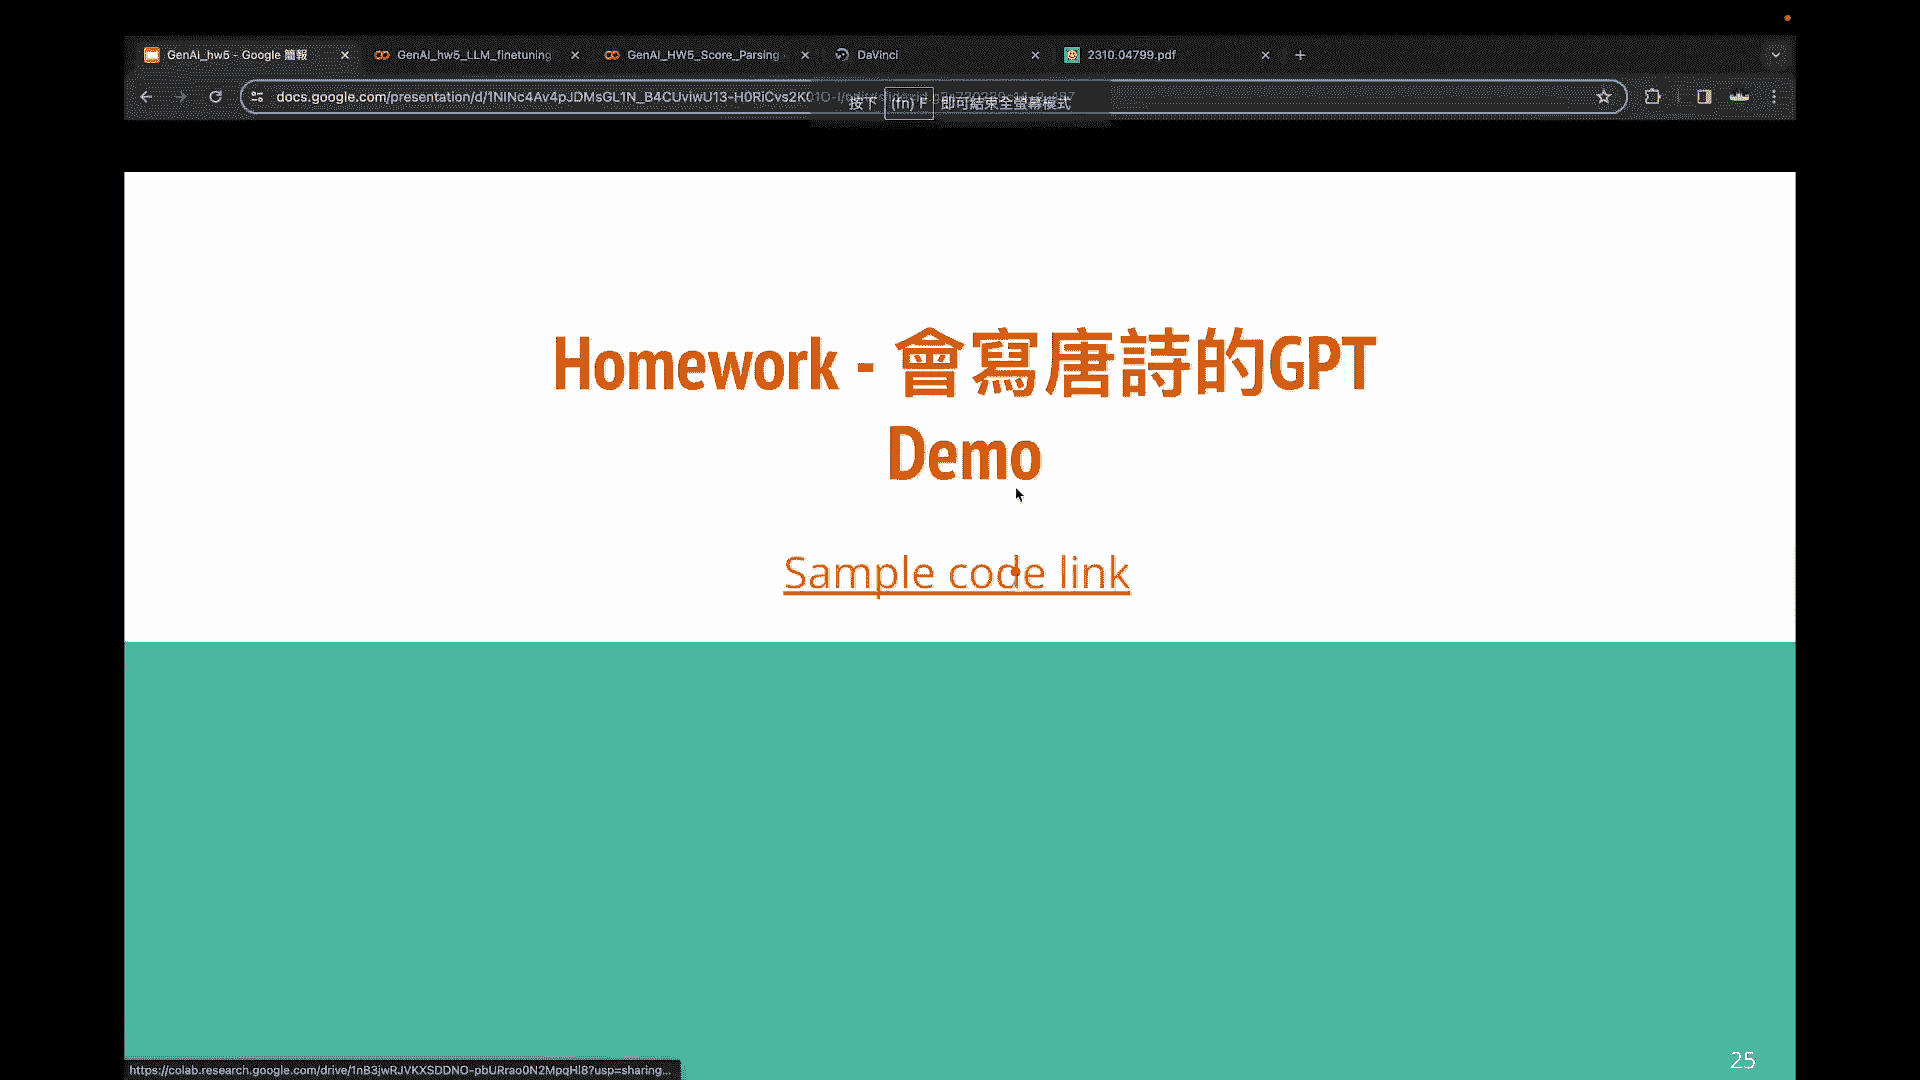 GenAI_hw5 - Google 簡報
GenAI_hw5_LLM_finetuning
GenAI_HW5_Score_Parsing
DaVinci
2310.04799.pdf
docs.google.com/presentation/d/1NINc4Av4pJDMsGL1N_B4CUviwU13-H0RiCvs2K
按下 (fn) F 即可結束全螢幕模式
Homework - 會寫唐詩的GPT
Demo
Sample code link
25
https://colab.research.google.com/drive/1nB3jwRJVKXSDDNO-pbURrao0N2MpqHl8?usp=sharing...